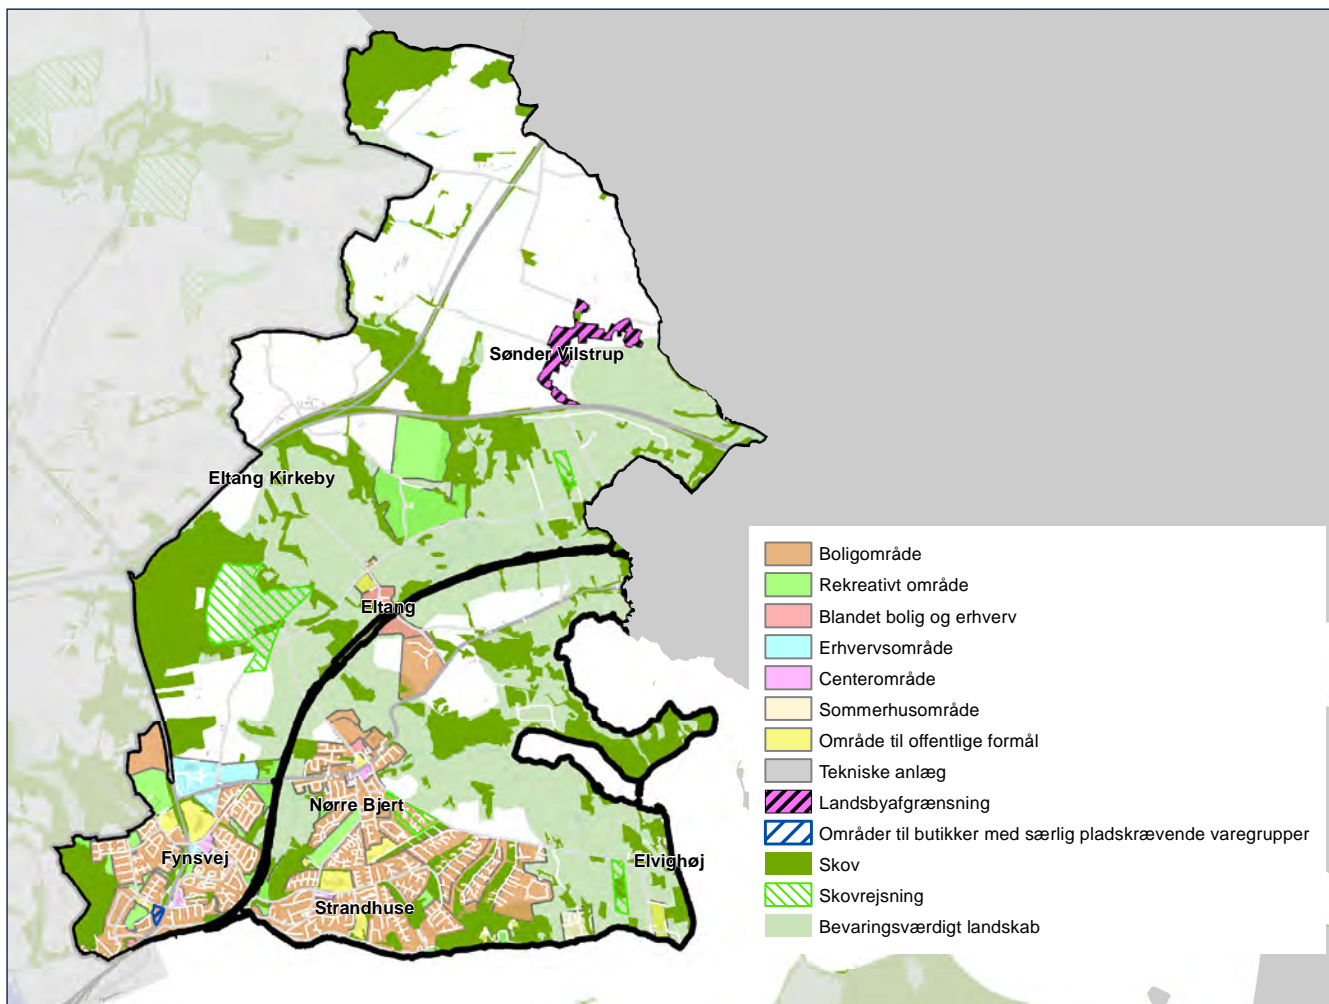 Sønder Vilstrup
Eltang Kirkeby
Eltang
Nørre Bjert
Fynsvej
Elvighøj
Strandhuse
Boligområde
Rekreativt område
Blandet bolig og erhverv
Erhvervsområde
Centerområde
Sommerhusområde
Område til offentlige formål
Tekniske anlæg
Landsbyafgrænsning
Områder til butikker med særlig pladskrævende varegrupper
Skov
Skovrejsning
Bevaringsværdigt landskab